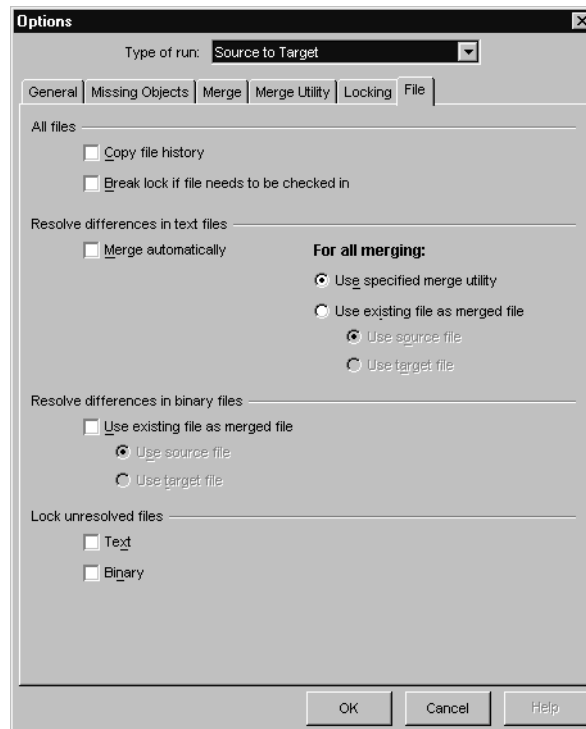 Options
Type of run: Source to Target
General Missing Objects Merge Merge Utility Locking File
All files
Copy file history
Break lock if file needs to be checked in
Resolve differences in text files
Merge automatically For all merging:
Use specified merge utility
Use existing file as merged file
Use source file
Use target file
Resolve differences in binary files
Use existing file as merged file
Use source file
Use target file
Lock unresolved files
Text
Binary
OK Cancel Help